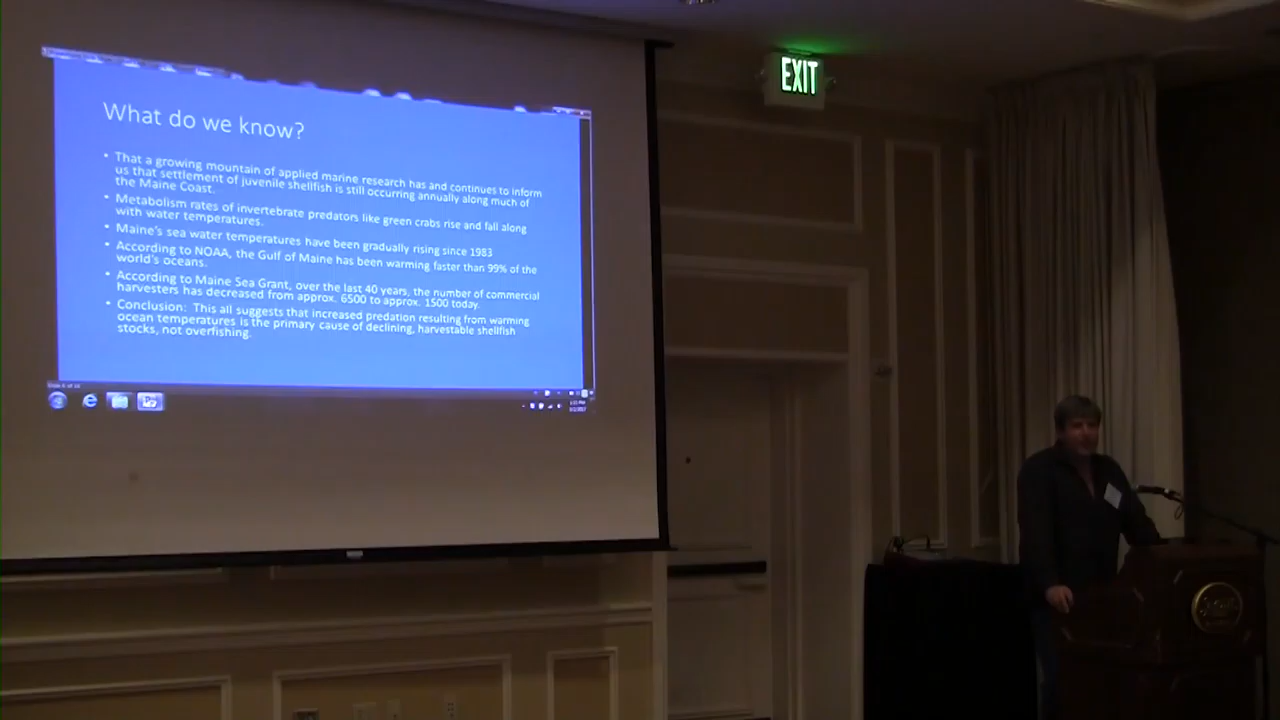 What do we know?
• That a growing mountain of applied marine research has and continues to inform
us that settlement of juvenile shellfish is still occurring annually along much of
the Maine Coast.
• Metabolism rates of invertebrate predators like green crabs rise and fall along
with water temperatures.
• Maine's sea water temperatures have been gradually rising since 1983
• According to NOAA, the Gulf of Maine has been warming faster than 99% of the
world's oceans.
• According to Maine Sea Grant, over the last 40 years, the number of commercial
harvesters has decreased from approx. 6500 to approx. 1500 today.
• Conclusion: This all suggests that increased predation resulting from warming
ocean temperatures is the primary cause of declining, harvestable shellfish
stocks, not overfishing.
EXIT